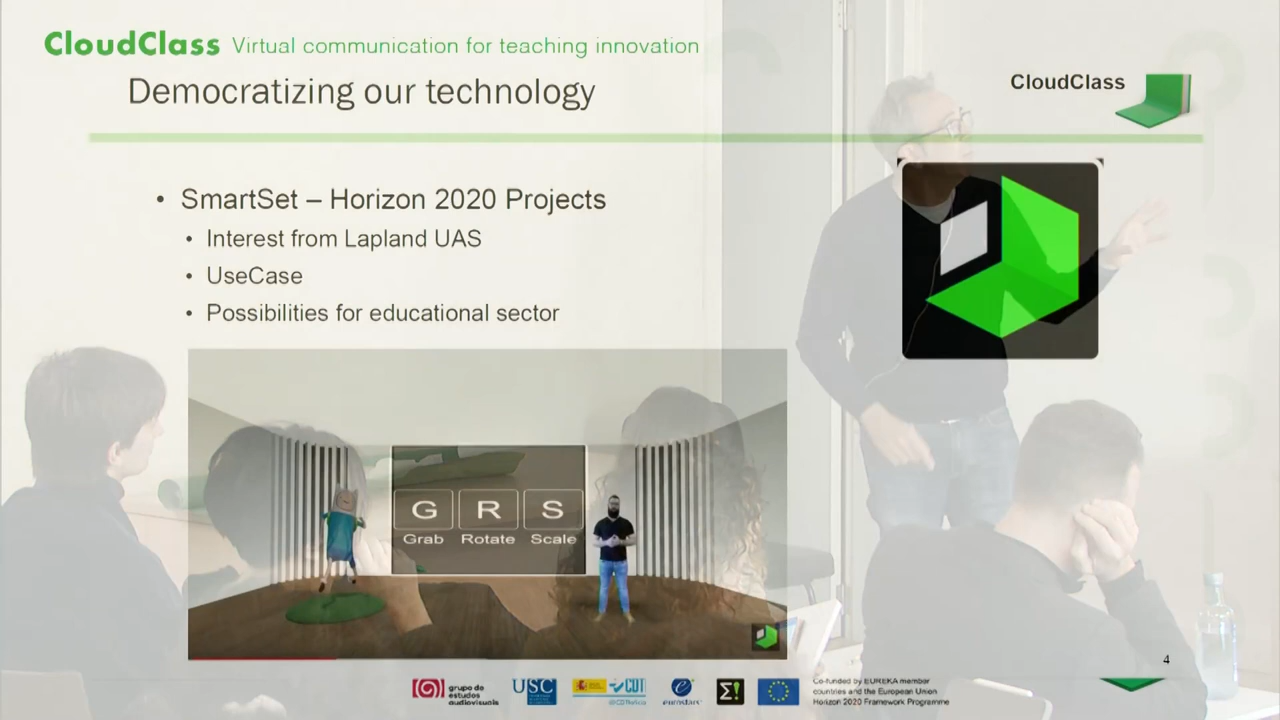 CloudClass Virtual communication for teaching innovation
Democratizing our technology
CloudClass
• SmartSet – Horizon 2020 Projects
• Interest from Lapland UAS
• UseCase
• Possibilities for educational sector
G R S
Grab Rotate Scale
4
grupo de
estudos
audiovisuais
USC
CDTI
eurostars
Σ!
Co-funded by EUREKA member
countries and the European Union
Horizon 2020 Framework Programme